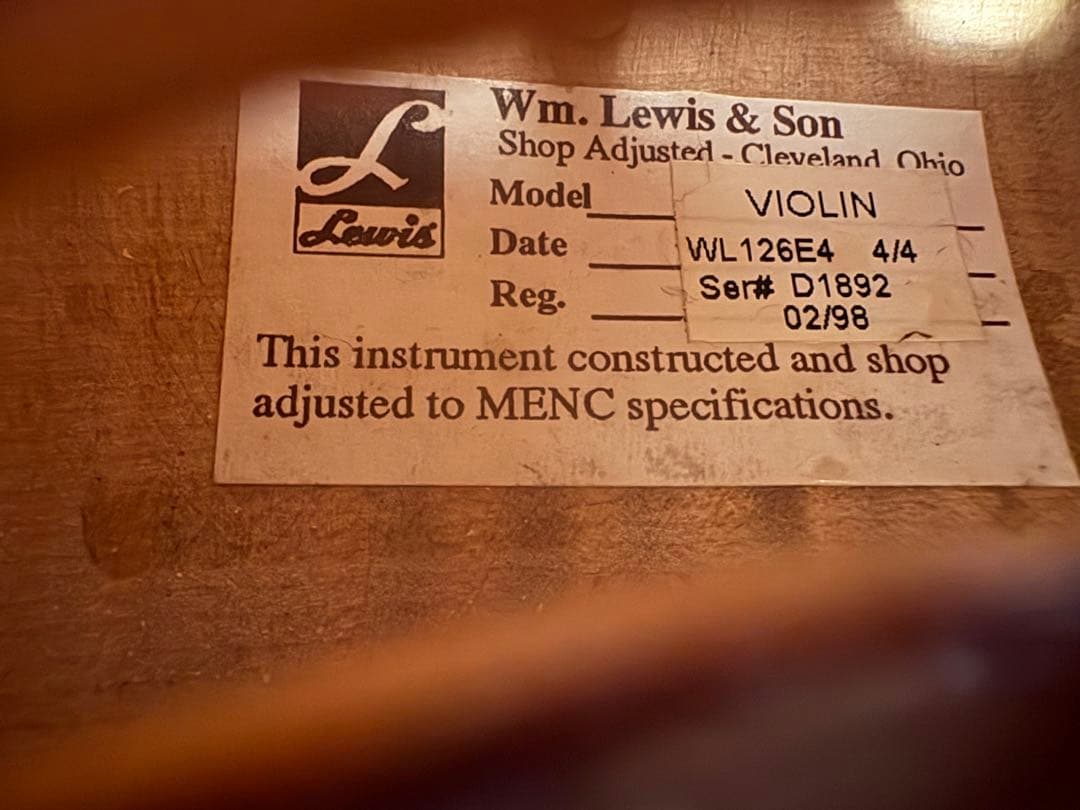 L
Lewis
Wm. Lewis & Son
Shop Adjusted - Cleveland Ohio
Model
Date
Reg.
VIOLIN
WL126E4 4/4
Ser# D1892
02/98
This instrument constructed and shop
adjusted to MENC specifications.